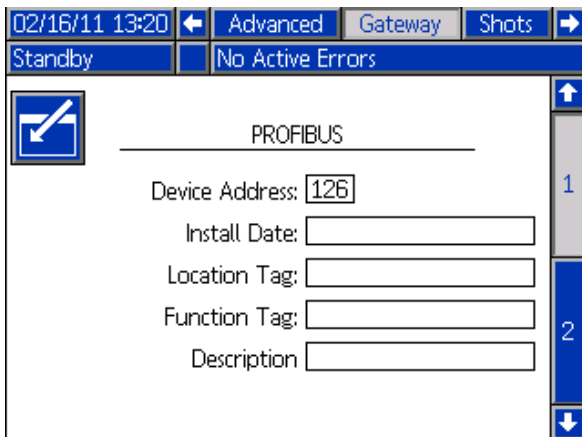 02/16/11 13:20 Advanced Gateway Shots
Standby No Active Errors
PROFIBUS
1
Device Address: 126
Install Date:
Location Tag:
Function Tag:
2
Description